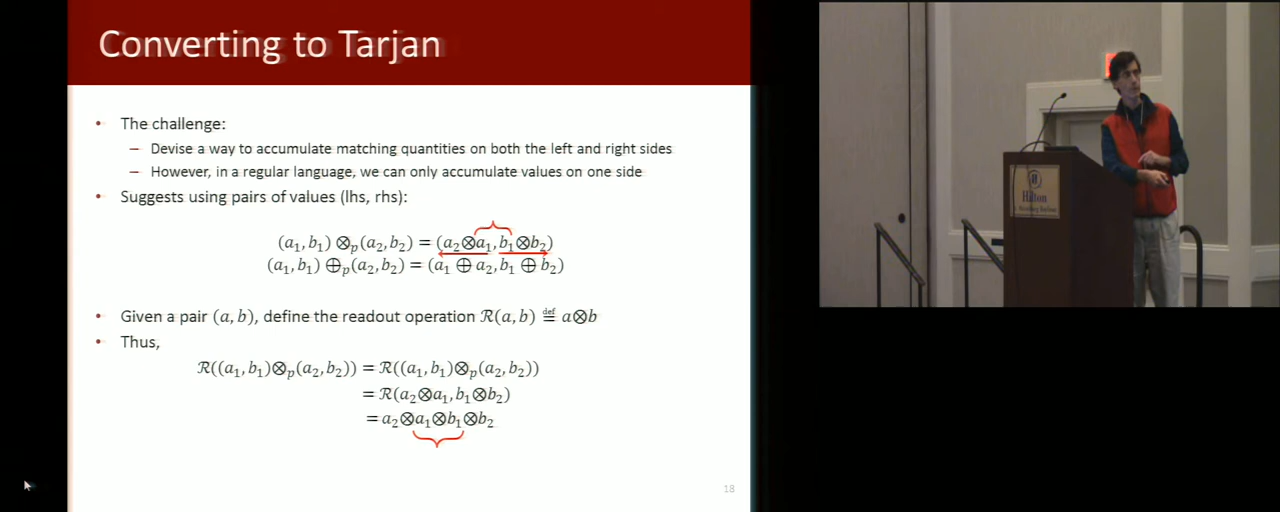 Converting to Tarjan
• The challenge:
– Devise a way to accumulate matching quantities on both the left and right sides
– However, in a regular language, we can only accumulate values on one side
• Suggests using pairs of values (lhs, rhs):
(a₁, b₁) ⊗ₚ(a₂, b₂) = (a₂⊗a₁, b₁⊗b₂)
(a₁, b₁) ⊕ₚ(a₂, b₂) = (a₁ ⊕ a₂, b₁ ⊕ b₂)
• Given a pair (a, b), define the readout operation ℛ(a, b) ≝ a⊗b
• Thus,
ℛ((a₁, b₁)⊗ₚ(a₂, b₂)) = ℛ((a₁, b₁)⊗ₚ(a₂, b₂))
= ℛ(a₂⊗a₁, b₁⊗b₂)
= a₂⊗a₁⊗b₁⊗b₂
18
Hilton